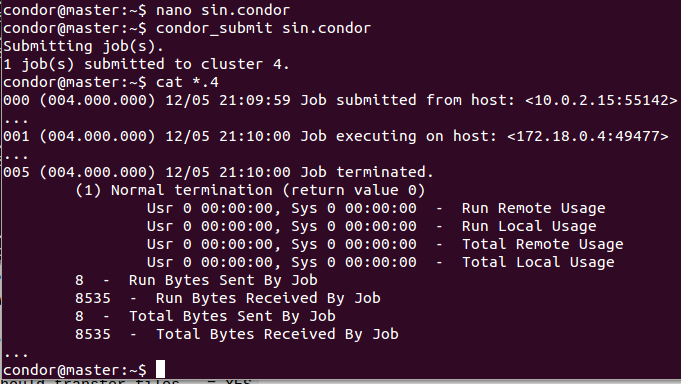 condor@master:~$ nano sin.condor
condor@master:~$ condor_submit sin.condor
Submitting job(s).
1 job(s) submitted to cluster 4.
condor@master:~$ cat *.4
000 (004.000.000) 12/05 21:09:59 Job submitted from host: <10.0.2.15:55142>
...
001 (004.000.000) 12/05 21:10:00 Job executing on host: <172.18.0.4:49477>
...
005 (004.000.000) 12/05 21:10:00 Job terminated.
(1) Normal termination (return value 0)
Usr 0 00:00:00, Sys 0 00:00:00 - Run Remote Usage
Usr 0 00:00:00, Sys 0 00:00:00 - Run Local Usage
Usr 0 00:00:00, Sys 0 00:00:00 - Total Remote Usage
Usr 0 00:00:00, Sys 0 00:00:00 - Total Local Usage
8 - Run Bytes Sent By Job
8535 - Run Bytes Received By Job
8 - Total Bytes Sent By Job
8535 - Total Bytes Received By Job
...
condor@master:~$